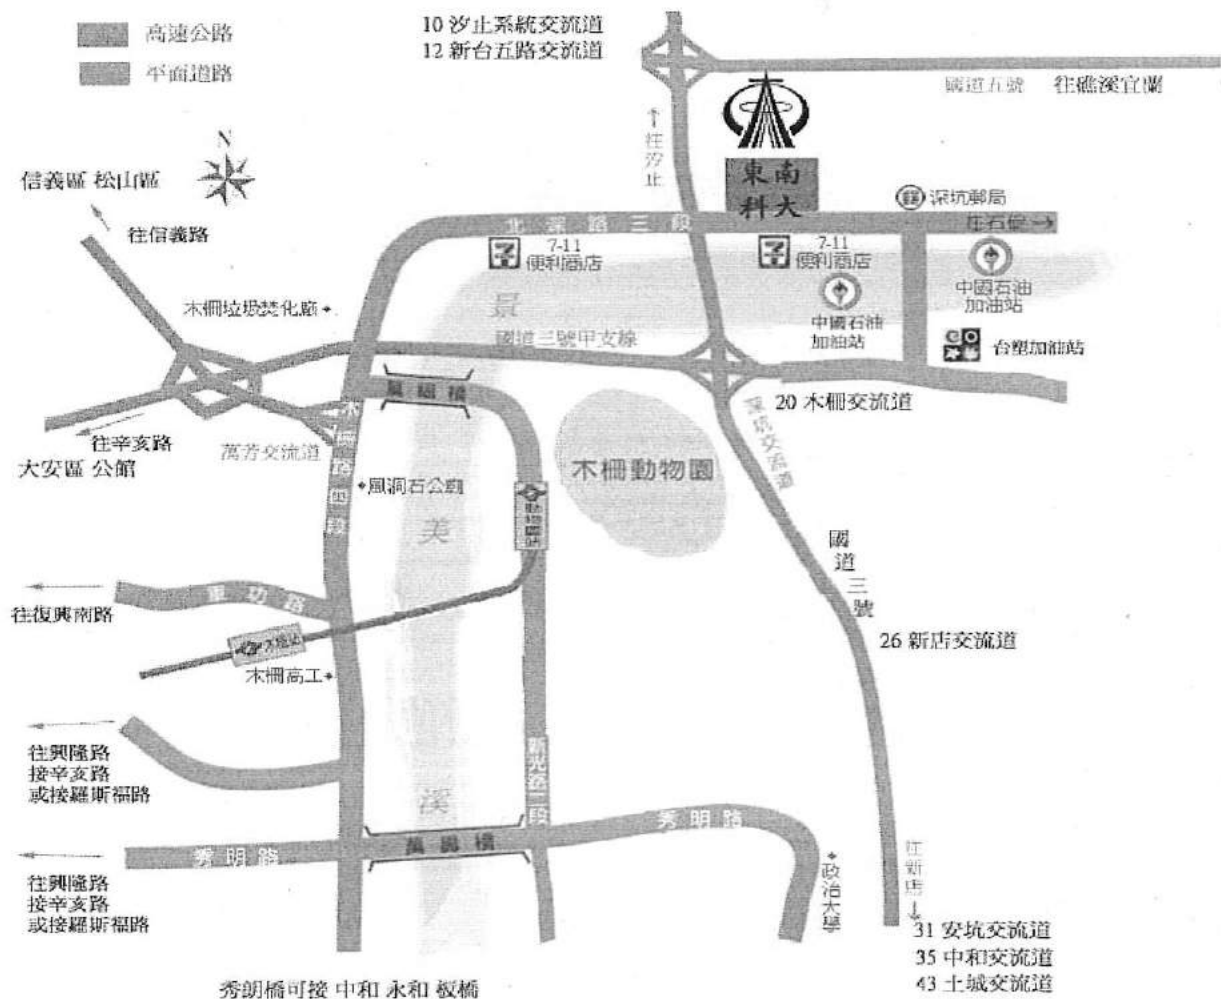 高速公路
平面道路
10 汐止系統交流道
12 新台五路交流道
國道五號
往礁溪宜蘭
N
信義區 松山區
往信義路
往汐止
東南
科大
深坑郵局
往石碇
北深路三段
7-11
便利商店
7-11
便利商店
中國石油
加油站
中國石油
加油站
木柵垃圾焚化廠
景
國道三號甲支線
台塑加油站
20 木柵交流道
深坑交流道
往辛亥路
大安區 公館
萬芳交流道
木柵路四段
木柵動物園
動物園站
美
國道三號
軍功路
往復興南路
木柵站
木柵高工
26 新店交流道
往興隆路
接辛亥路
或接羅斯福路
新光路一段
溪
秀明路
萬興橋
秀明路
往興隆路
接辛亥路
或接羅斯福路
政治大學
往新店
31 安坑交流道
35 中和交流道
43 土城交流道
秀朗橋可接 中和 永和 板橋